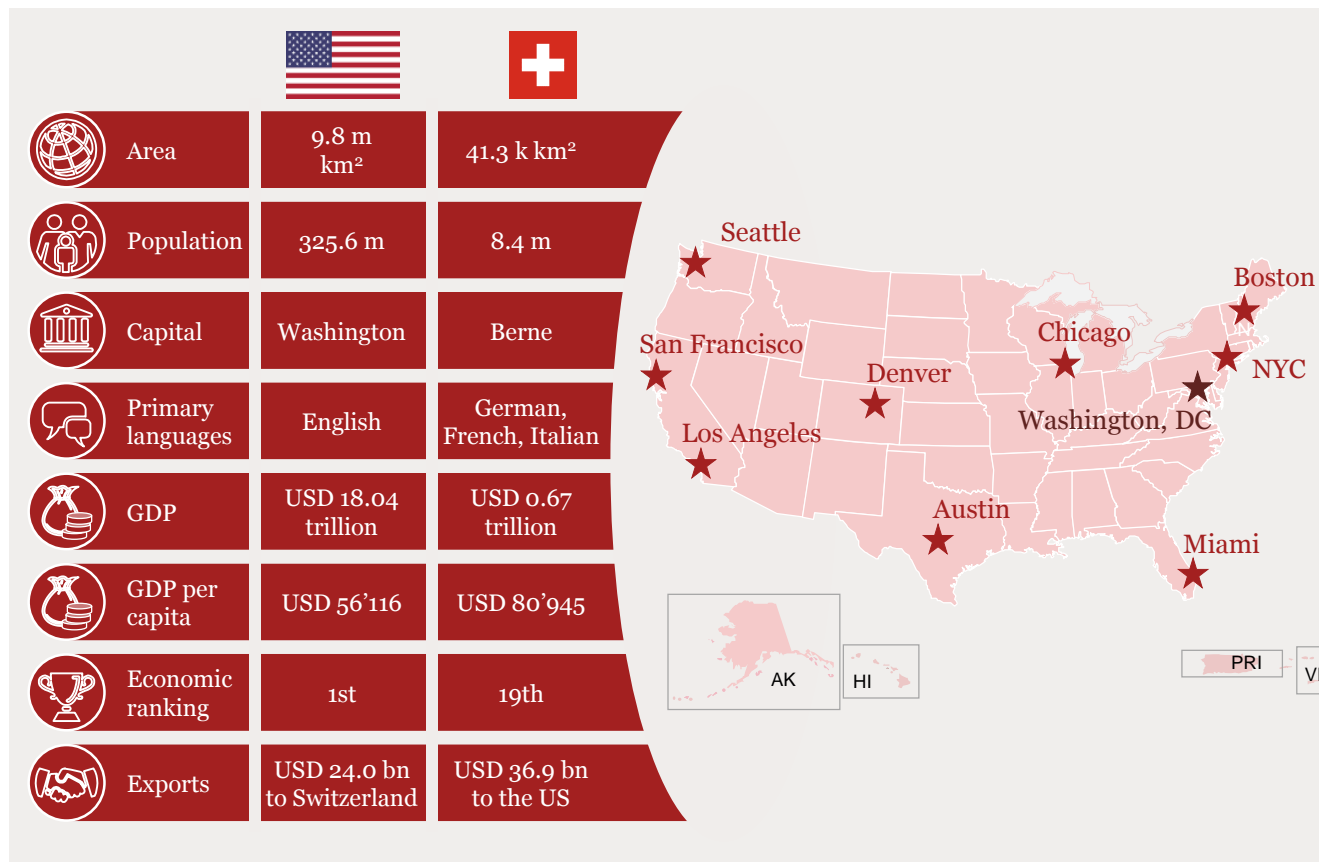 Area
9.8 m
km²
41.3 k km²
Population
325.6 m
8.4 m
Capital
Washington
Berne
Primary
languages
English
German,
French, Italian
GDP
USD 18.04
trillion
USD 0.67
trillion
GDP per
capita
USD 56’116
USD 80’945
Economic
ranking
1st
19th
Exports
USD 24.0 bn
to Switzerland
USD 36.9 bn
to the US
Seattle
Boston
Chicago
San Francisco
NYC
Denver
Washington, DC
Los Angeles
Austin
Miami
AK
HI
PRI